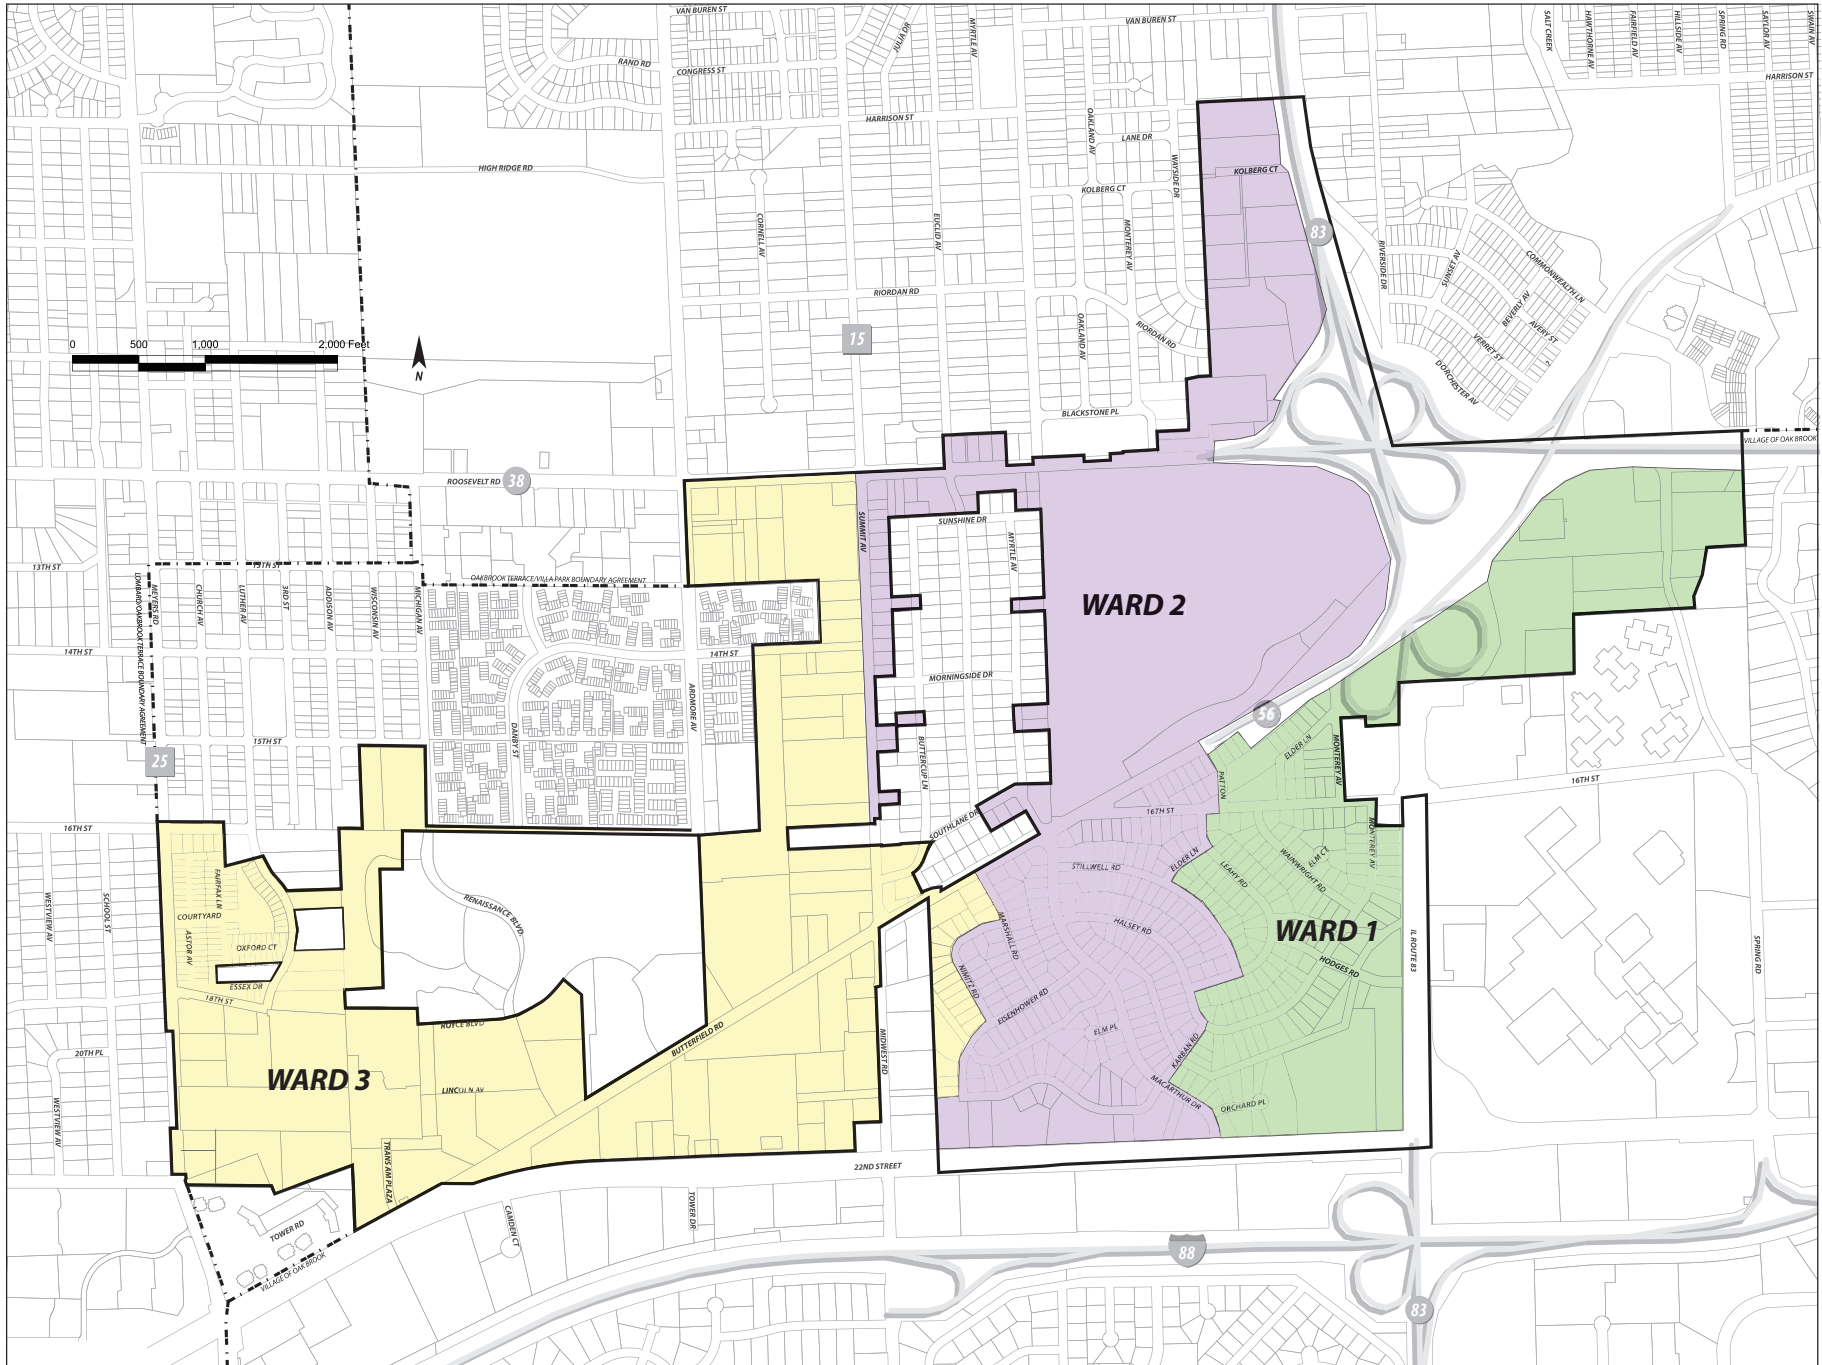 VAN BUREN ST
VAN BUREN ST
JULIA DR
MYRTLE AV
SALT CREEK
HAWTHORNE AV
FAIRFIELD AV
HILLSIDE AV
SPRING RD
SAYLOR AV
SWAIN AV
RAND RD
CONGRESS ST
HARRISON ST
HARRISON ST
OAKLAND AV
LANE DR
WAYSIDE DR
HIGH RIDGE RD
KOLBERG CT
KOLBERG CT
CORNELL AV
EUCLID AV
MONTEREY AV
83
RIVERSIDE DR
SUNSET AV
COMMONWEALTH LN
BEVERLY AV
AVERY ST
VERRET ST
DORCHESTER AV
RIORDAN RD
RIORDAN RD
OAKLAND AV
15
0 500 1,000 2,000 Feet
N
BLACKSTONE PL
VILLAGE OF OAK BROOK
ROOSEVELT RD
38
SUMMIT AV
SUNSHINE DR
MYRTLE AV
13TH ST
13TH ST
OAKBROOK TERRACE/VILLA PARK BOUNDARY AGREEMENT
LOMBARD/OAKBROOK TERRACE BOUNDARY AGREEMENT
MEYERS RD
CHURCH AV
LUTHER AV
3RD ST
ADDISON AV
WISCONSIN AV
MICHIGAN AV
WARD 2
14TH ST
14TH ST
MORNINGSIDE DR
ARDMORE AV
DANBY ST
BUTTERCUP LN
56
15TH ST
25
ELDER LN
MONTEREY AV
PATTON
16TH ST
16TH ST
16TH ST
SOUTHLANE DR
MONTEREY AV
STILLWELL RD
ELDER LN
LEAHY RD
WAINWRIGHT RD
ELM CT
FAIRFAX LN
COURTYARD
ASTOR AV
OXFORD CT
ESSEX DR
18TH ST
WESTVIEW AV
SCHOOL ST
RENAISSANCE BLVD.
MARSHALL RD
HALSEY RD
WARD 1
HODGES RD
IL ROUTE 83
SPRING RD
NIMITZ RD
EISENHOWER RD
ELM PL
KARBAN RD
ROYCE BLVD
BUTTERFIELD RD
MIDWEST RD
20TH PL
WARD 3
LINCOLN AV
MACARTHUR DR
ORCHARD PL
WESTVIEW AV
TRANS AM PLAZA
22ND STREET
TOWER RD
CAMDEN CT
TOWER DR
VILLAGE OF OAK BROOK
88
83